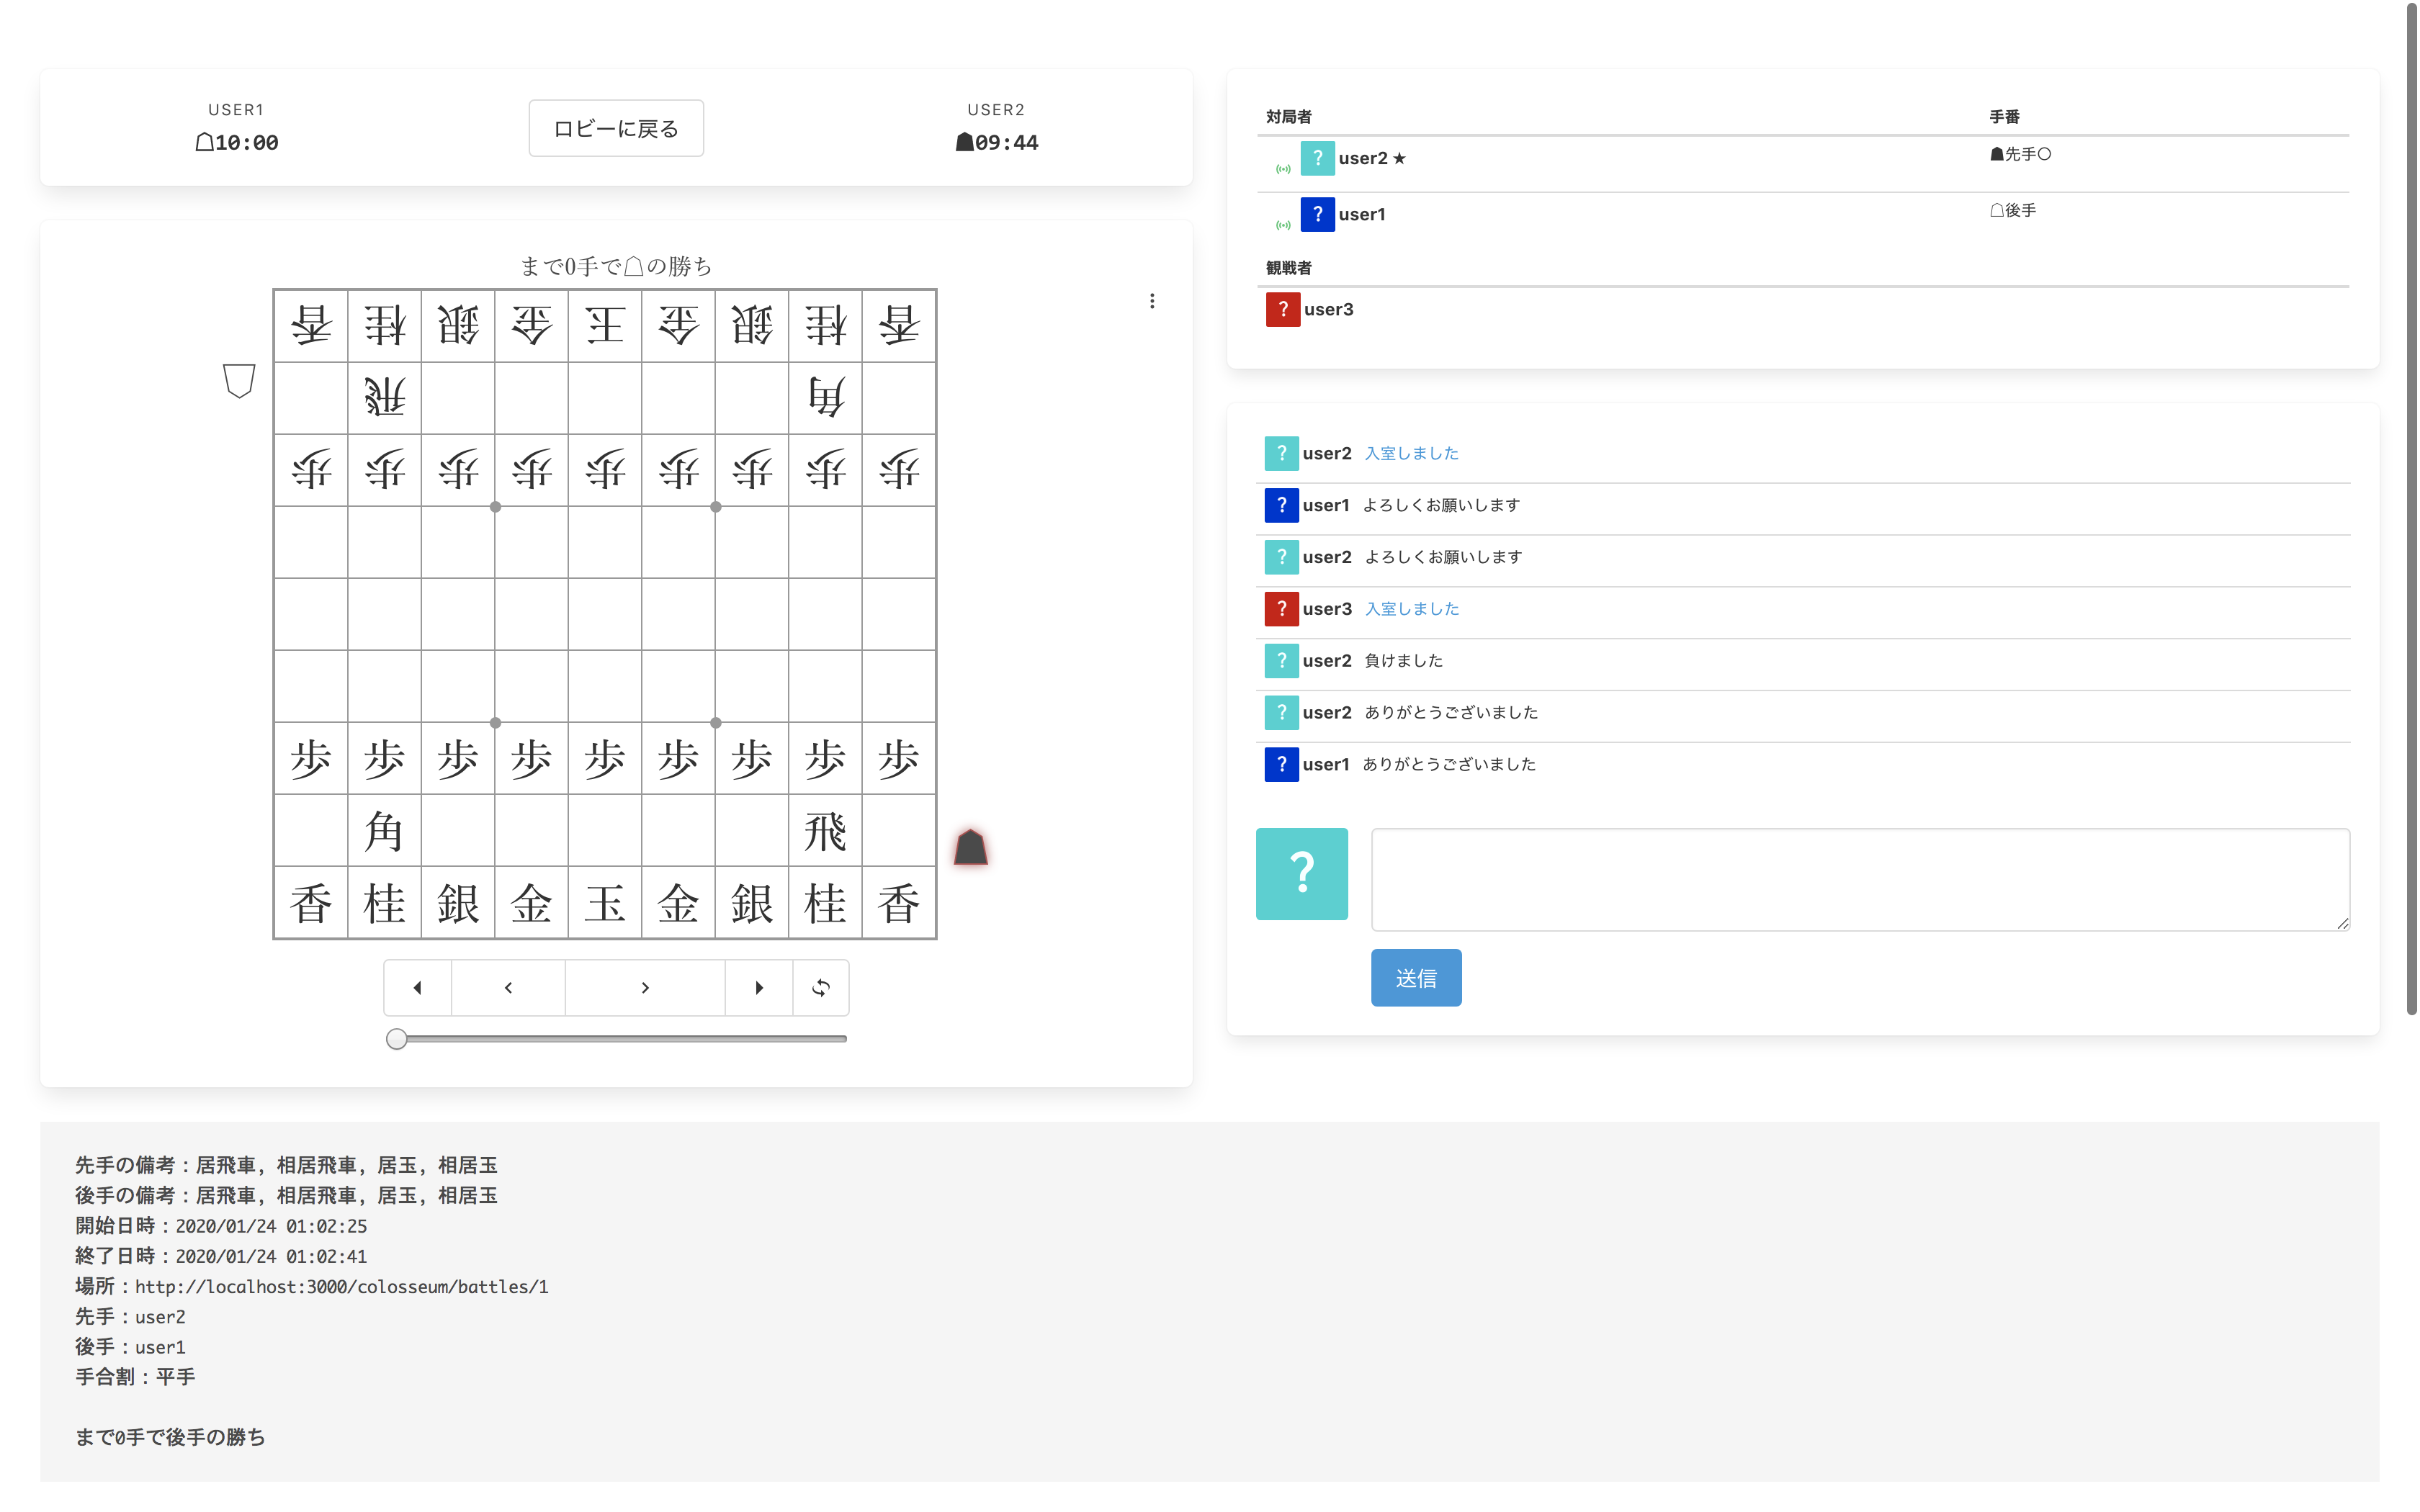 USER1
☖10:00
ロビーに戻る
USER2
☗09:44
まで0手で☖の勝ち
香桂銀金王金銀桂香
飛角
歩歩歩歩歩歩歩歩歩
歩歩歩歩歩歩歩歩歩
角飛
香桂銀金玉金銀桂香
対局者 手番
? user2 ★ ☗先手○
? user1 ☖後手
観戦者
? user3
? user2 入室しました
? user1 よろしくお願いします
? user2 よろしくお願いします
? user3 入室しました
? user2 負けました
? user2 ありがとうございました
? user1 ありがとうございました
?
送信
先手の備考：居飛車, 相居飛車, 居玉, 相居玉
後手の備考：居飛車, 相居飛車, 居玉, 相居玉
開始日時：2020/01/24 01:02:25
終了日時：2020/01/24 01:02:41
場所：http://localhost:3000/colosseum/battles/1
先手：user2
後手：user1
手合割：平手
まで0手で後手の勝ち